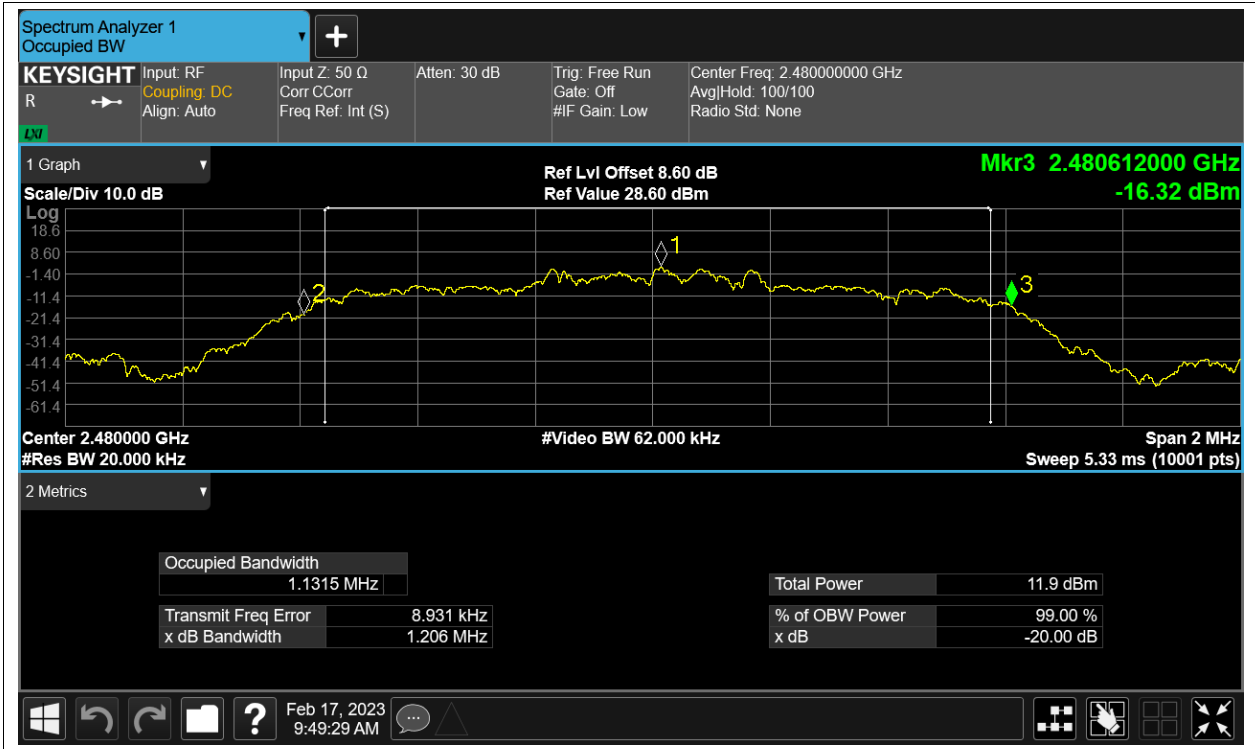 Spectrum Analyzer 1
Occupied BW
KEYSIGHT
R
LXI
Input: RF
Coupling: DC
Align: Auto
Input Z: 50 Ω
Corr CCorr
Freq Ref: Int (S)
Atten: 30 dB
Trig: Free Run
Gate: Off
#IF Gain: Low
Center Freq: 2.480000000 GHz
Avg|Hold: 100/100
Radio Std: None
1 Graph
Scale/Div 10.0 dB
Ref Lvl Offset 8.60 dB
Ref Value 28.60 dBm
Mkr3 2.480612000 GHz
-16.32 dBm
Log
18.6
8.60
-1.40
-11.4
-21.4
-31.4
-41.4
-51.4
-61.4
1
2
3
Center 2.480000 GHz
#Res BW 20.000 kHz
#Video BW 62.000 kHz
Span 2 MHz
Sweep 5.33 ms (10001 pts)
2 Metrics
Occupied Bandwidth
1.1315 MHz
Transmit Freq Error 8.931 kHz
x dB Bandwidth 1.206 MHz
Total Power 11.9 dBm
% of OBW Power 99.00 %
x dB -20.00 dB
?
Feb 17, 2023
9:49:29 AM